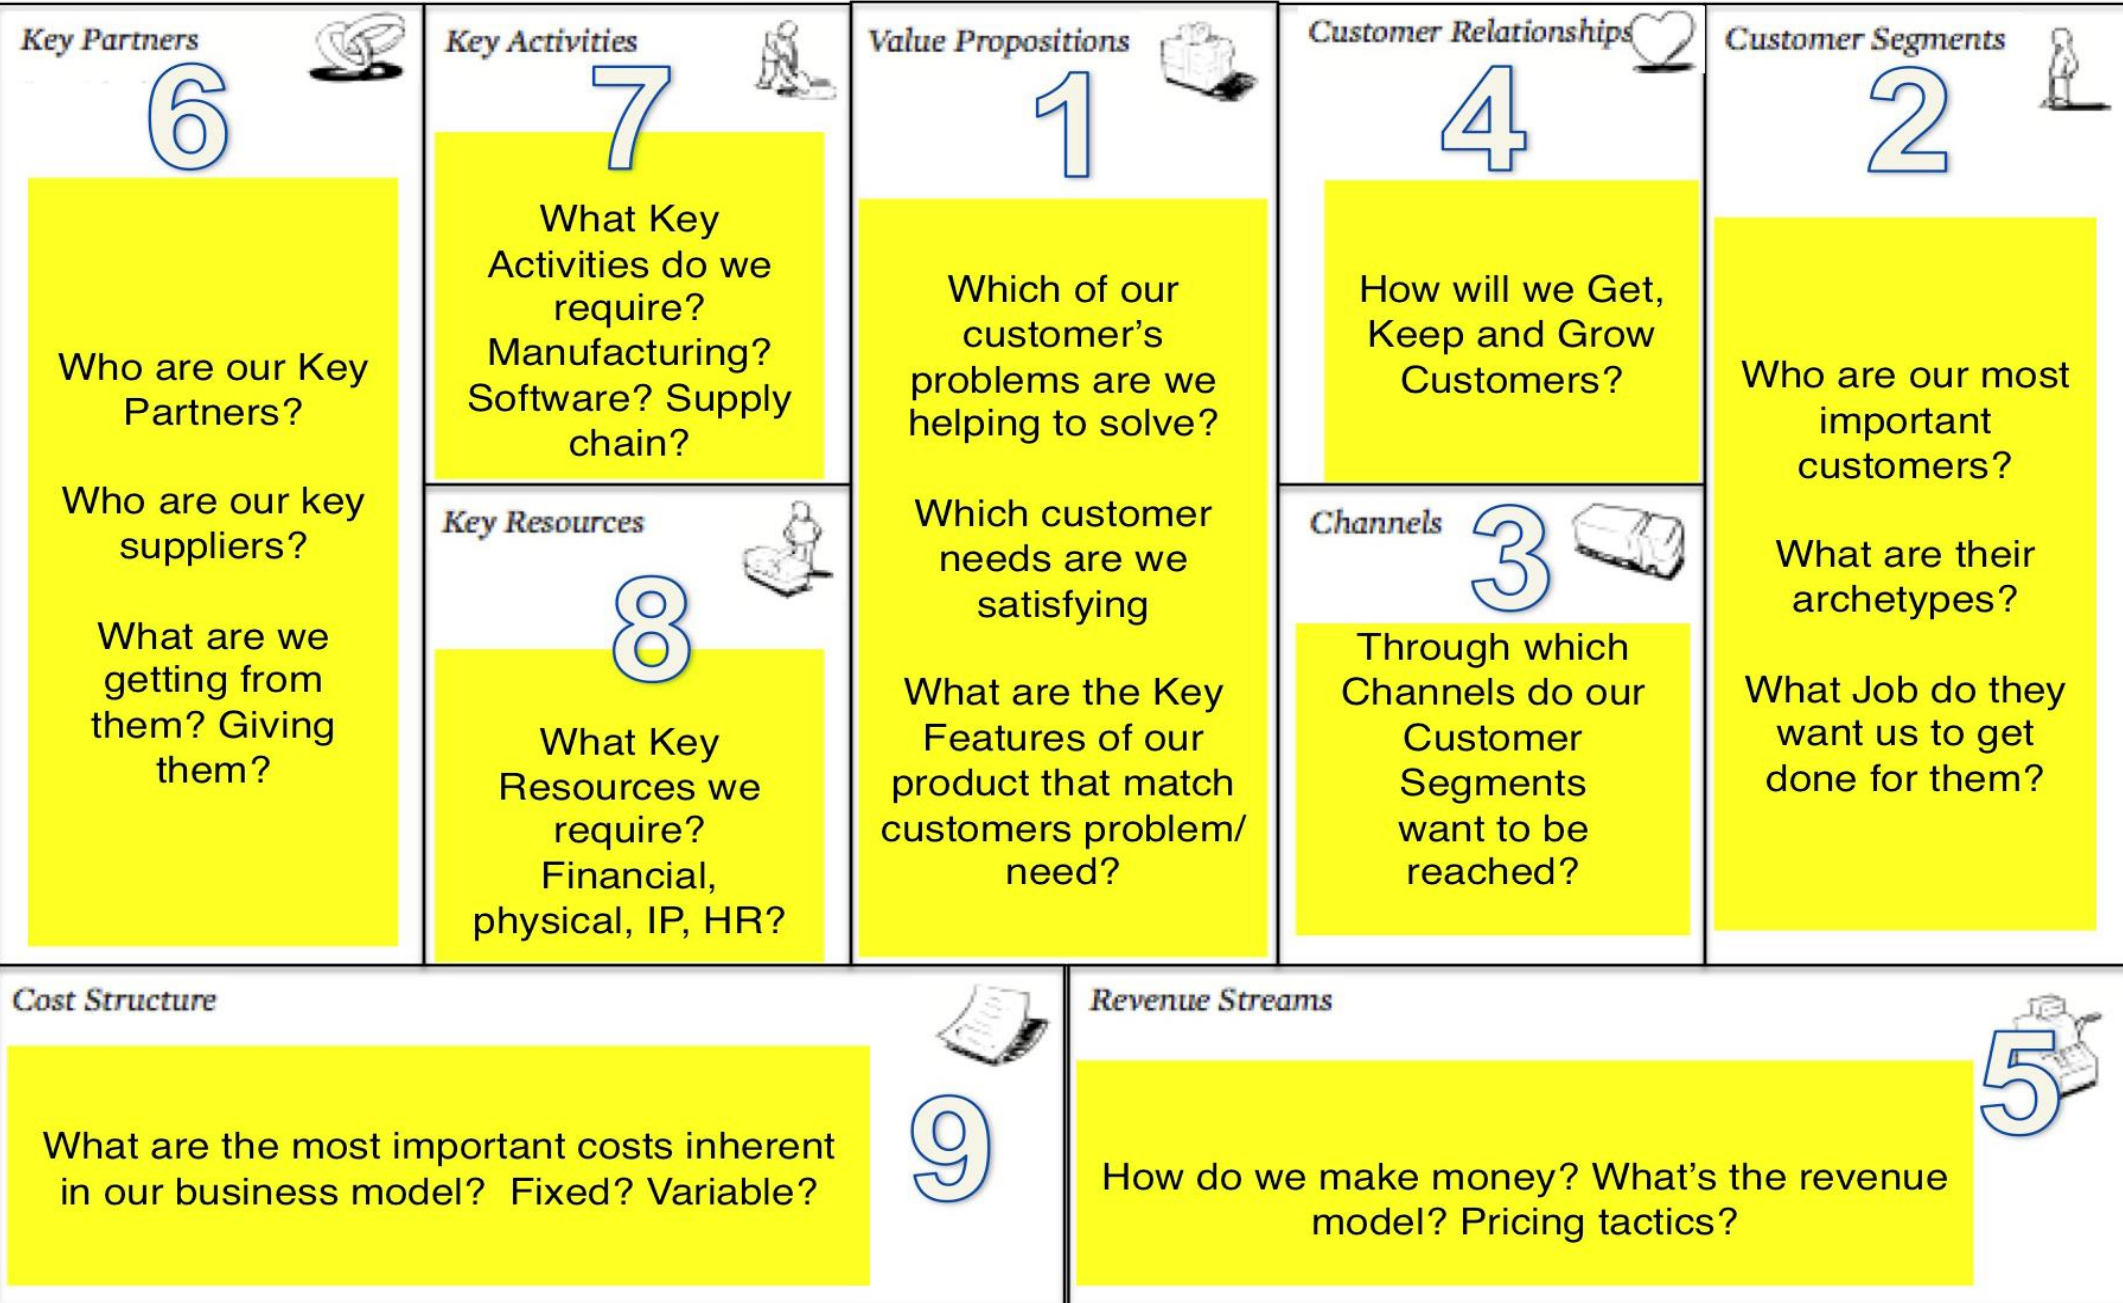 Key Partners
6
Who are our Key
Partners?
Who are our key
suppliers?
What are we
getting from
them? Giving
them?
Key Activities
7
What Key
Activities do we
require?
Manufacturing?
Software? Supply
chain?
Key Resources
8
What Key
Resources we
require?
Financial,
physical, IP, HR?
Value Propositions
1
Which of our
customer’s
problems are we
helping to solve?
Which customer
needs are we
satisfying
What are the Key
Features of our
product that match
customers problem/
need?
Customer Relationships
4
How will we Get,
Keep and Grow
Customers?
Channels
3
Through which
Channels do our
Customer
Segments
want to be
reached?
Customer Segments
2
Who are our most
important
customers?
What are their
archetypes?
What Job do they
want us to get
done for them?
Cost Structure
9
What are the most important costs inherent
in our business model?  Fixed? Variable?
Revenue Streams
5
How do we make money? What’s the revenue
model? Pricing tactics?